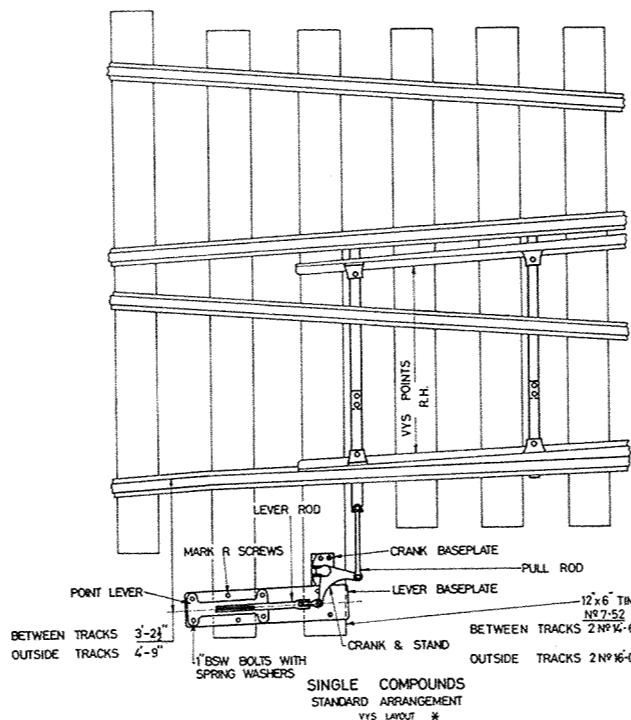 VYS POINTS
R.H.
LEVER ROD
MARK R SCREWS
CRANK BASEPLATE
PULL ROD
POINT LEVER
LEVER BASEPLATE
12"x6" TIM
Nº 7·52
BETWEEN TRACKS 3'-2½"
OUTSIDE TRACKS 4'-9"
BETWEEN TRACKS 2 Nº 14'-6
OUTSIDE TRACKS 2 Nº 16'-0
1" BSW BOLTS WITH
SPRING WASHERS
CRANK & STAND
SINGLE COMPOUNDS
STANDARD ARRANGEMENT
VYS LAYOUT *